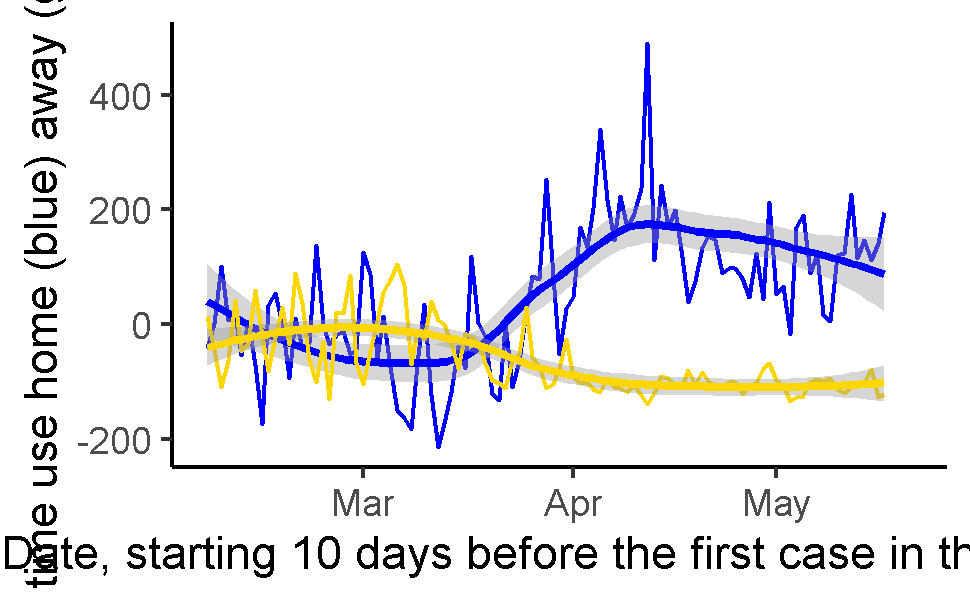 time use home (blue) away (
400
200
0
-200
Mar Apr May
Date, starting 10 days before the first case in th